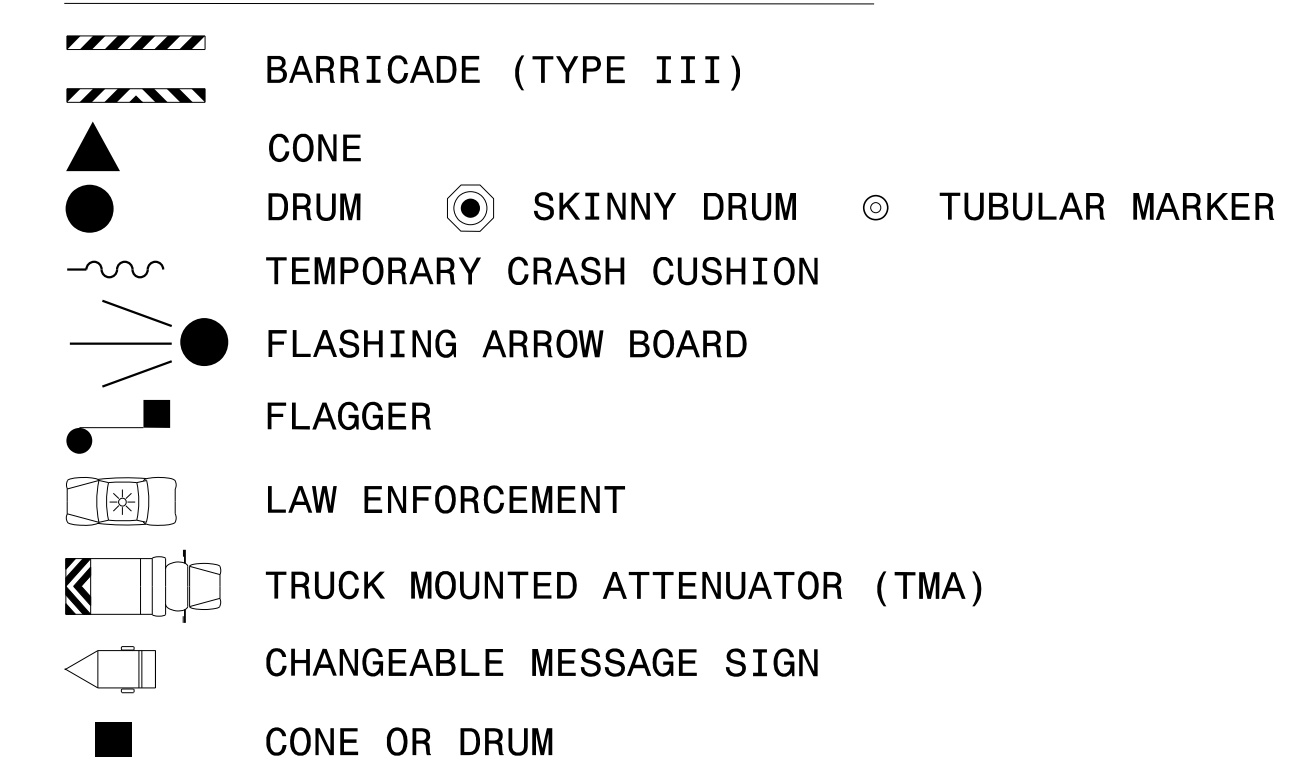 BARRICADE (TYPE III)
CONE
DRUM SKINNY DRUM TUBULAR MARKER
TEMPORARY CRASH CUSHION
FLASHING ARROW BOARD
FLAGGER
LAW ENFORCEMENT
TRUCK MOUNTED ATTENUATOR (TMA)
CHANGEABLE MESSAGE SIGN
CONE OR DRUM